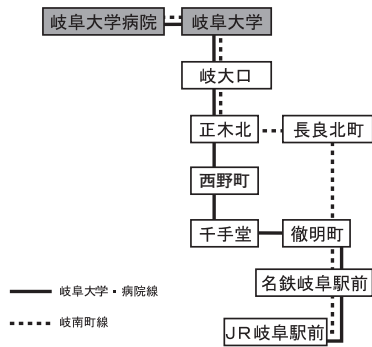 岐阜大学病院
岐阜大学
岐大口
正木北
長良北町
西野町
千手堂
徹明町
名鉄岐阜駅前
JR岐阜駅前
岐阜大学・病院線
岐南町線